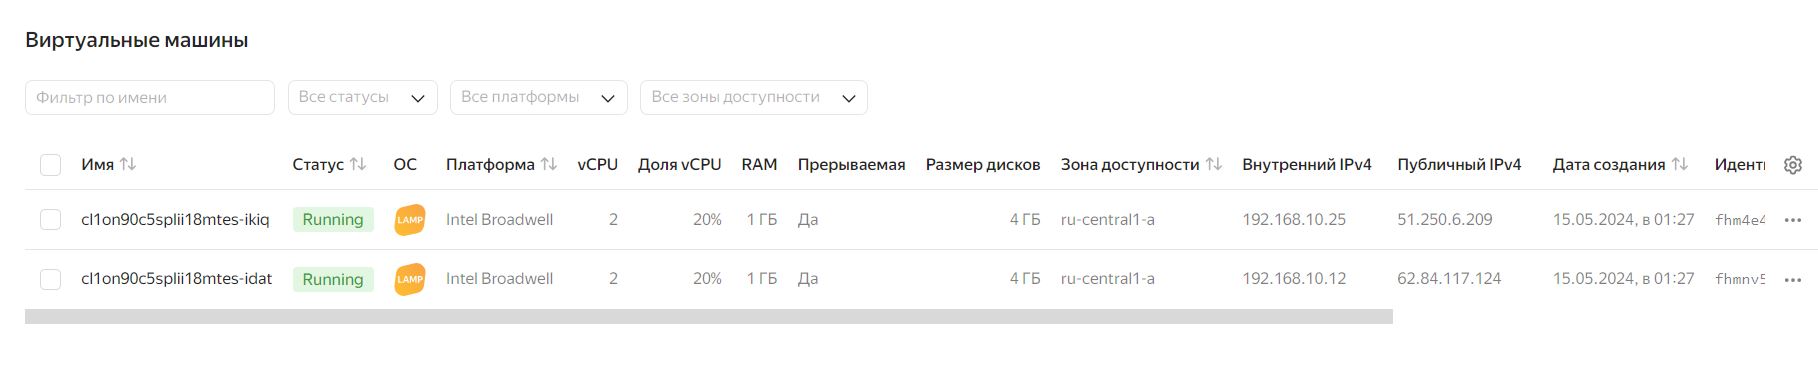 Виртуальные машины
Фильтр по имени Все статусы Все платформы Все зоны доступности
Имя Статус ОС Платформа vCPU Доля vCPU RAM Прерываемая Размер дисков Зона доступности Внутренний IPv4 Публичный IPv4 Дата создания Иденти
cl1on90c5splii18mtes-ikiq Running LAMP Intel Broadwell 2 20% 1 ГБ Да 4 ГБ ru-central1-a 192.168.10.25 51.250.6.209 15.05.2024, в 01:27 fhm4e4
cl1on90c5splii18mtes-idat Running LAMP Intel Broadwell 2 20% 1 ГБ Да 4 ГБ ru-central1-a 192.168.10.12 62.84.117.124 15.05.2024, в 01:27 fhmnv5